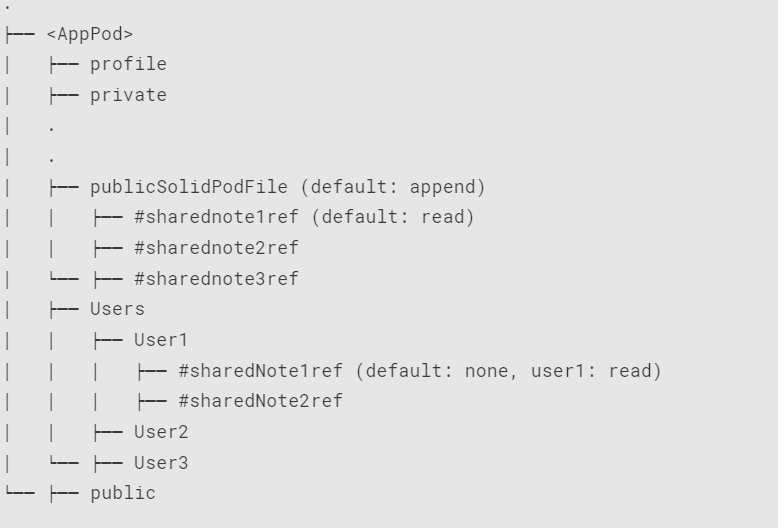 .
├── <AppPod>
│   ├── profile
│   ├── private
│   .
│   .
│   ├── publicSolidPodFile (default: append)
│   │   ├── #sharednote1ref (default: read)
│   │   ├── #sharednote2ref
│   └── ├── #sharednote3ref
│   ├── Users
│   │   ├── User1
│   │   │   ├── #sharedNote1ref (default: none, user1: read)
│   │   │   ├── #sharedNote2ref
│   │   ├── User2
│   └── ├── User3
└── ├── public